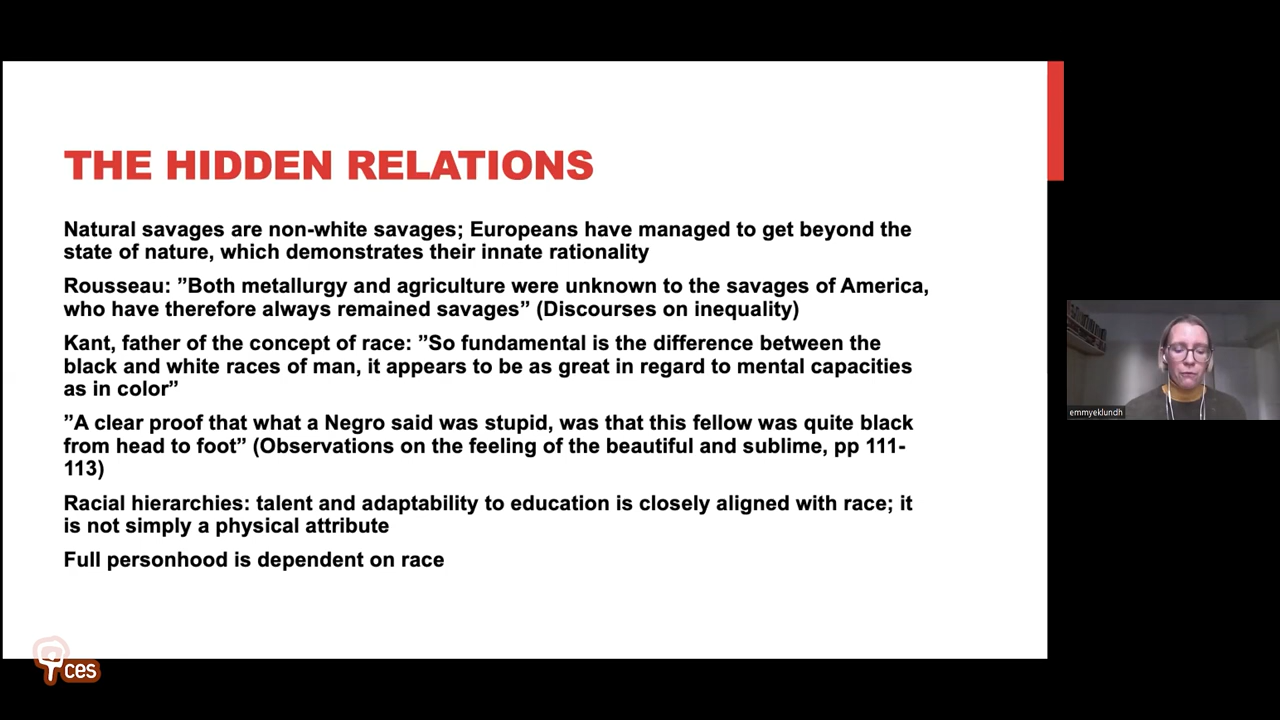 THE HIDDEN RELATIONS
Natural savages are non-white savages; Europeans have managed to get beyond the
state of nature, which demonstrates their innate rationality
Rousseau: ”Both metallurgy and agriculture were unknown to the savages of America,
who have therefore always remained savages” (Discourses on inequality)
Kant, father of the concept of race: ”So fundamental is the difference between the
black and white races of man, it appears to be as great in regard to mental capacities
as in color”
”A clear proof that what a Negro said was stupid, was that this fellow was quite black
from head to foot” (Observations on the feeling of the beautiful and sublime, pp 111-
113)
Racial hierarchies: talent and adaptability to education is closely aligned with race; it
is not simply a physical attribute
Full personhood is dependent on race
emmyeklundh
ces